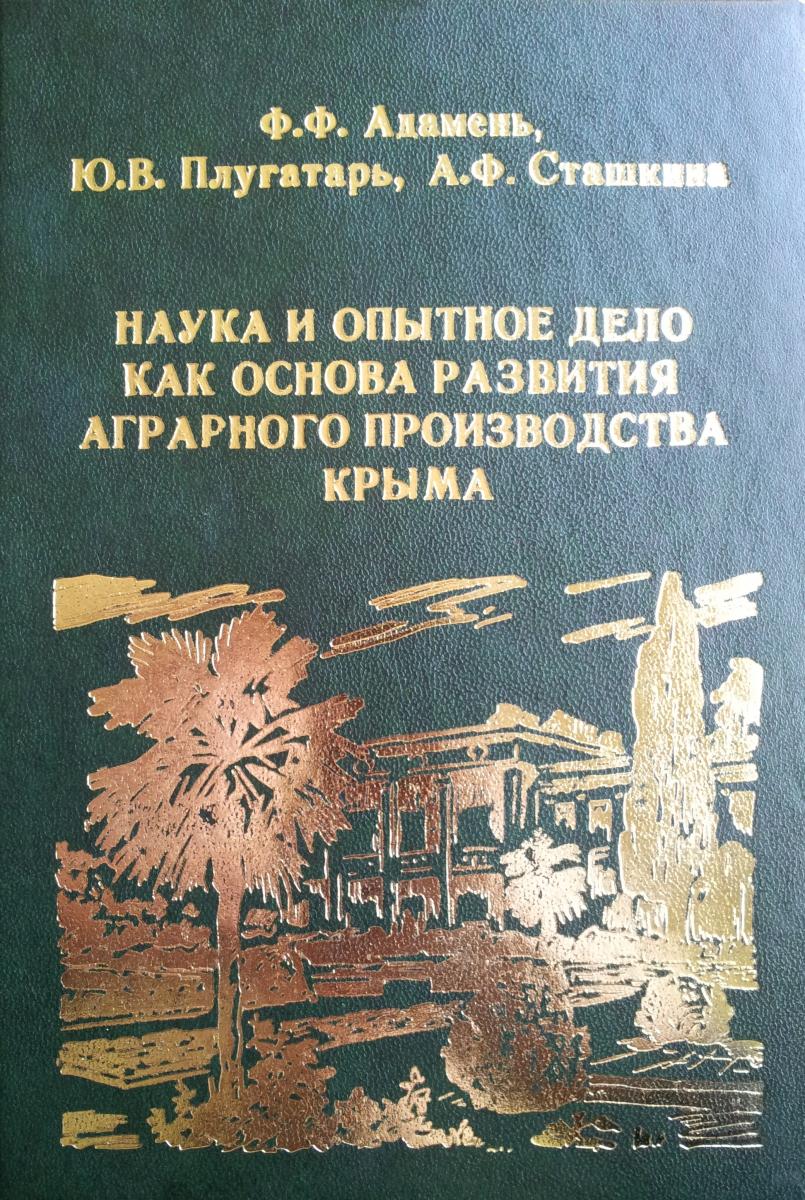 Ф.Ф. Адамень,
Ю.В. Плугатарь, А.Ф. Сташкина
НАУКА И ОПЫТНОЕ ДЕЛО
КАК ОСНОВА РАЗВИТИЯ
АГРАРНОГО ПРОИЗВОДСТВА
КРЫМА